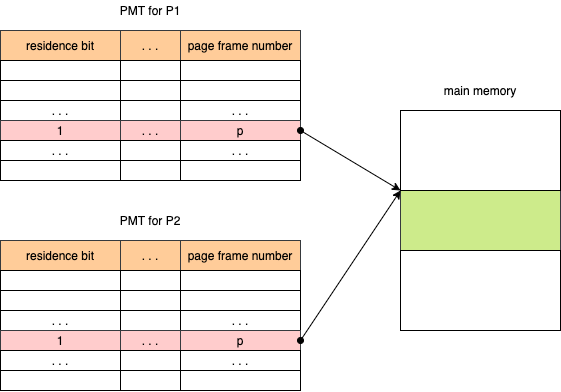 PMT for P1
residence bit . . . page frame number
. . . . . .
1 . . . p
. . . . . .
main memory
PMT for P2
residence bit . . . page frame number
. . . . . .
1 . . . p
. . . . . .